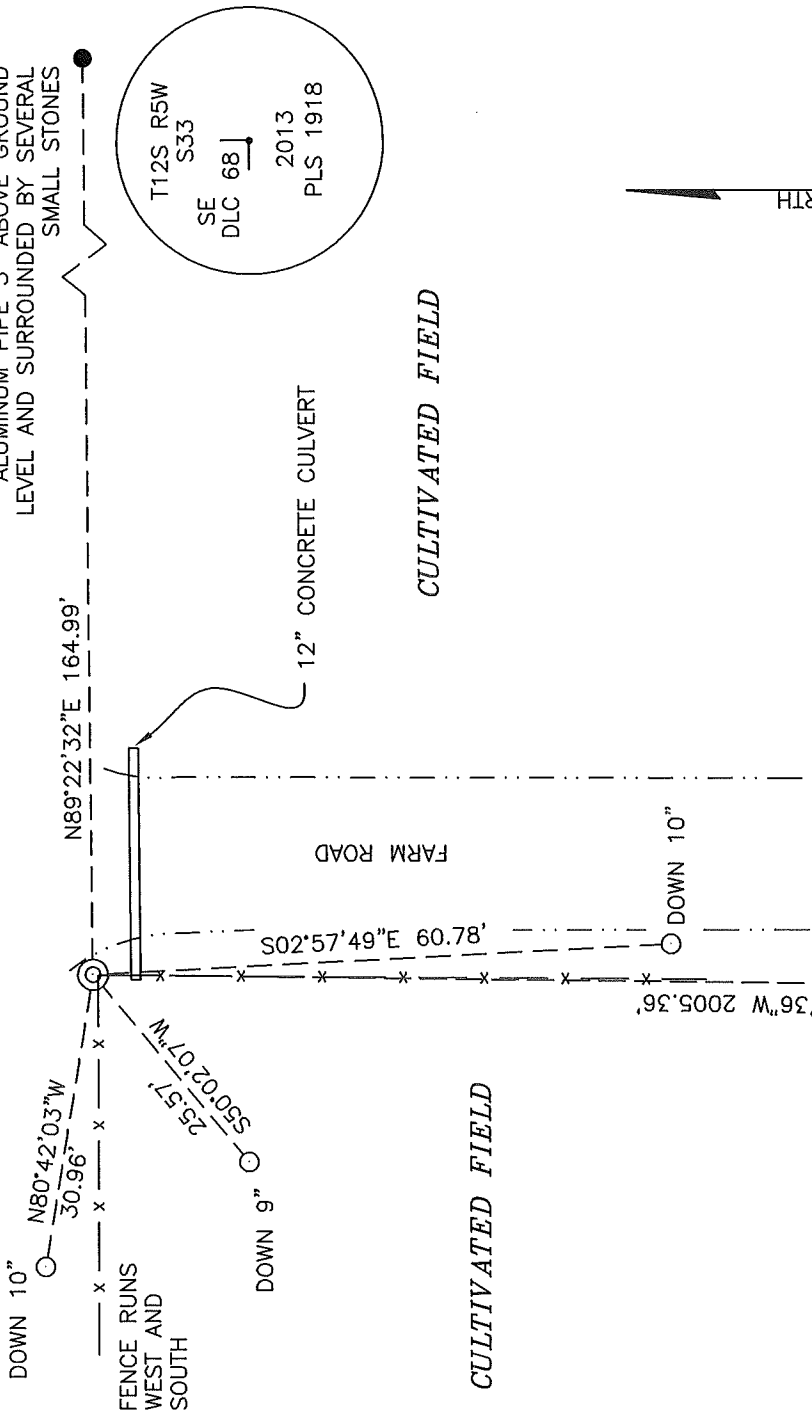 ALUMINUM PIPE 3" ABOVE GROUND
LEVEL AND SURROUNDED BY SEVERAL
SMALL STONES
T12S R5W
S33
SE
DLC 68
2013
PLS 1918
N89°22'32"E 164.99'
12" CONCRETE CULVERT
CULTIVATED FIELD
FARM ROAD
S02°57'49"E 60.78'
DOWN 10"
36"W 2005.36'
DOWN 10"
N80°42'03"W
30.96'
25.57'
S50°02'07"W
DOWN 9"
FENCE RUNS
WEST AND
SOUTH
CULTIVATED FIELD